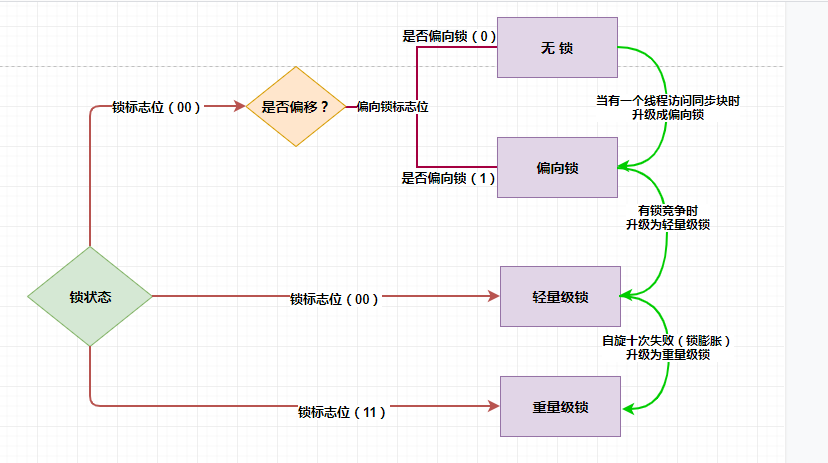 是否偏向锁（0）
无 锁
当有一个线程访问同步块时
升级成偏向锁
锁标志位（00）
是否偏移？
偏向锁标志位
是否偏向锁（1）
偏向锁
有锁竞争时
升级为轻量级锁
锁状态
锁标志位（00）
轻量级锁
自旋十次失败（锁膨胀）
升级为重量级锁
锁标志位（11）
重量级锁